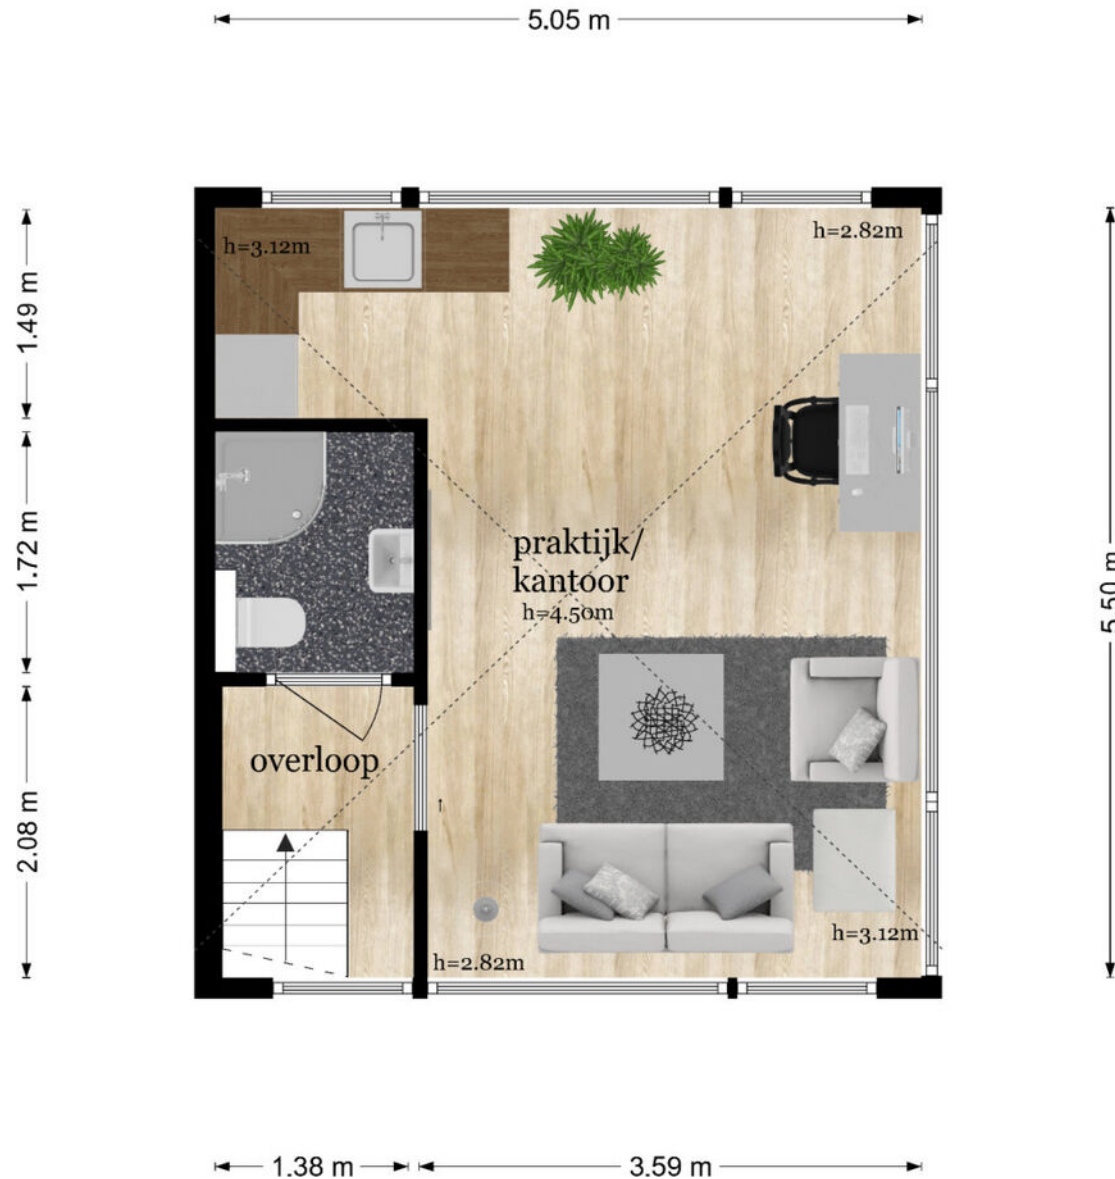 5.05 m
h=3.12m
h=2.82m
1.49 m
1.72 m
praktijk/
kantoor
h=4.50m
5.50 m
overloop
2.08 m
h=3.12m
h=2.82m
1.38 m
3.59 m